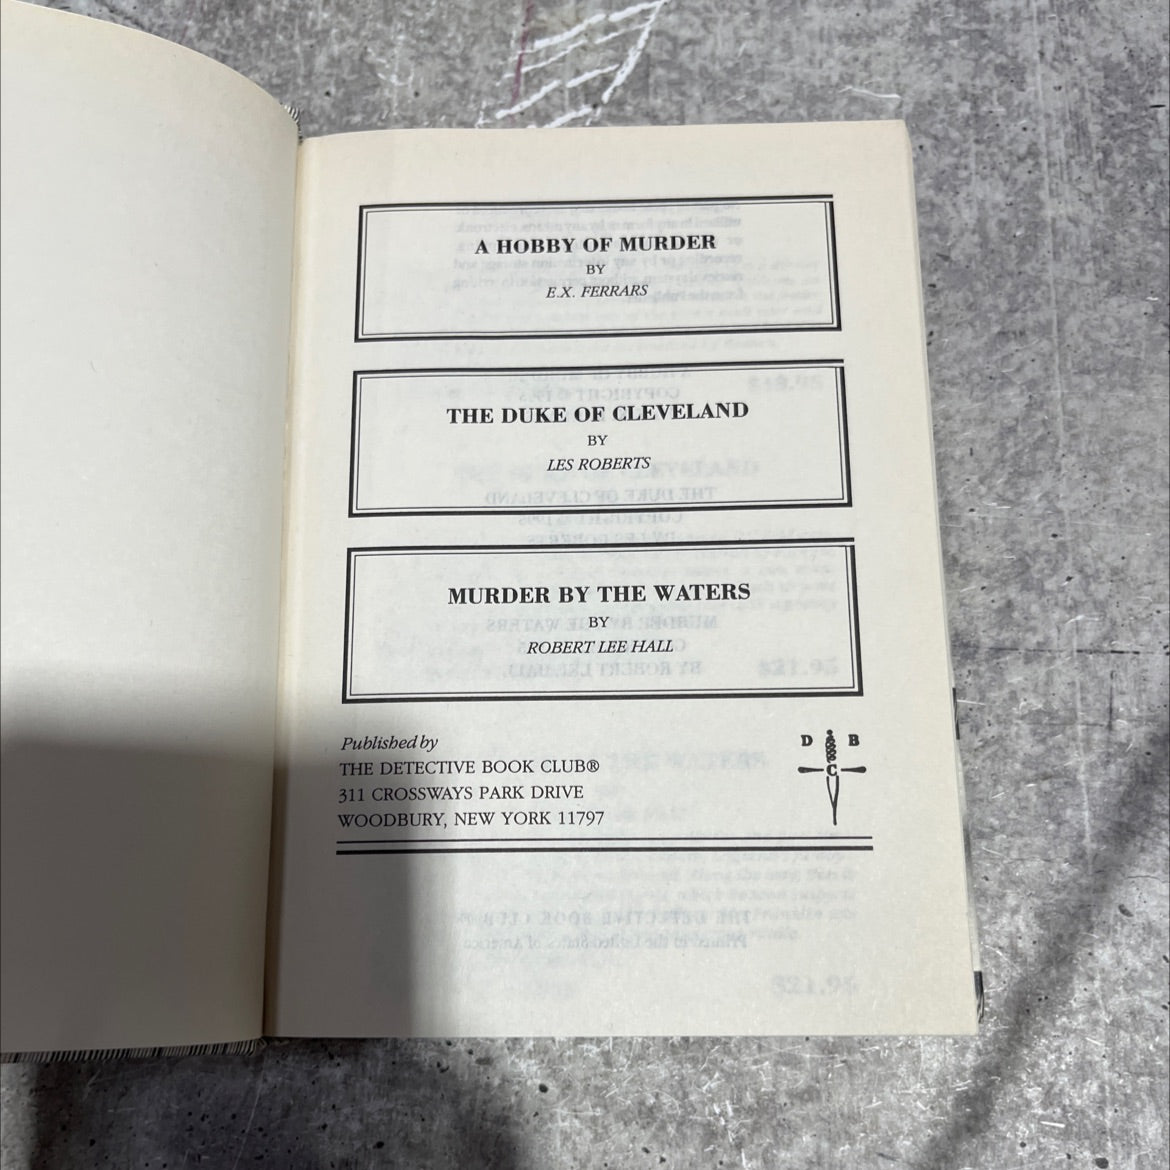 A HOBBY OF MURDER
BY
E.X. FERRARS
THE DUKE OF CLEVELAND
BY
LES ROBERTS
MURDER BY THE WATERS
BY
ROBERT LEE HALL
Published by
THE DETECTIVE BOOK CLUB®
311 CROSSWAYS PARK DRIVE
WOODBURY, NEW YORK 11797
D B
C